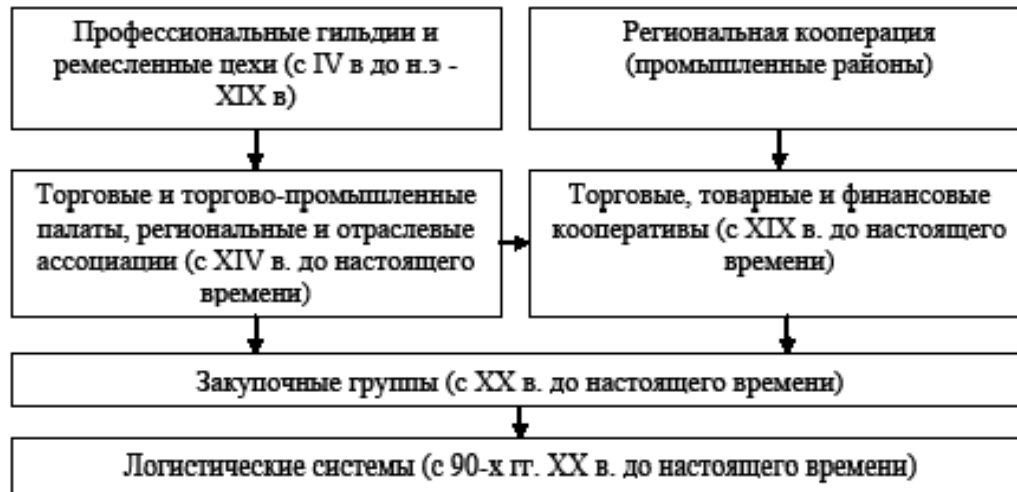 Профессиональные гильдии и
ремесленные цехи (с IV в до н.э -
XIX в)
Региональная кооперация
(промышленные районы)
Торговые и торгово-промышленные
палаты, региональные и отраслевые
ассоциации (с XIV в. до настоящего
времени)
Торговые, товарные и финансовые
кооперативы (с XIX в. до настоящего
времени)
Закупочные группы (с XX в. до настоящего времени)
Логистические системы (с 90-х гг. XX в. до настоящего времени)